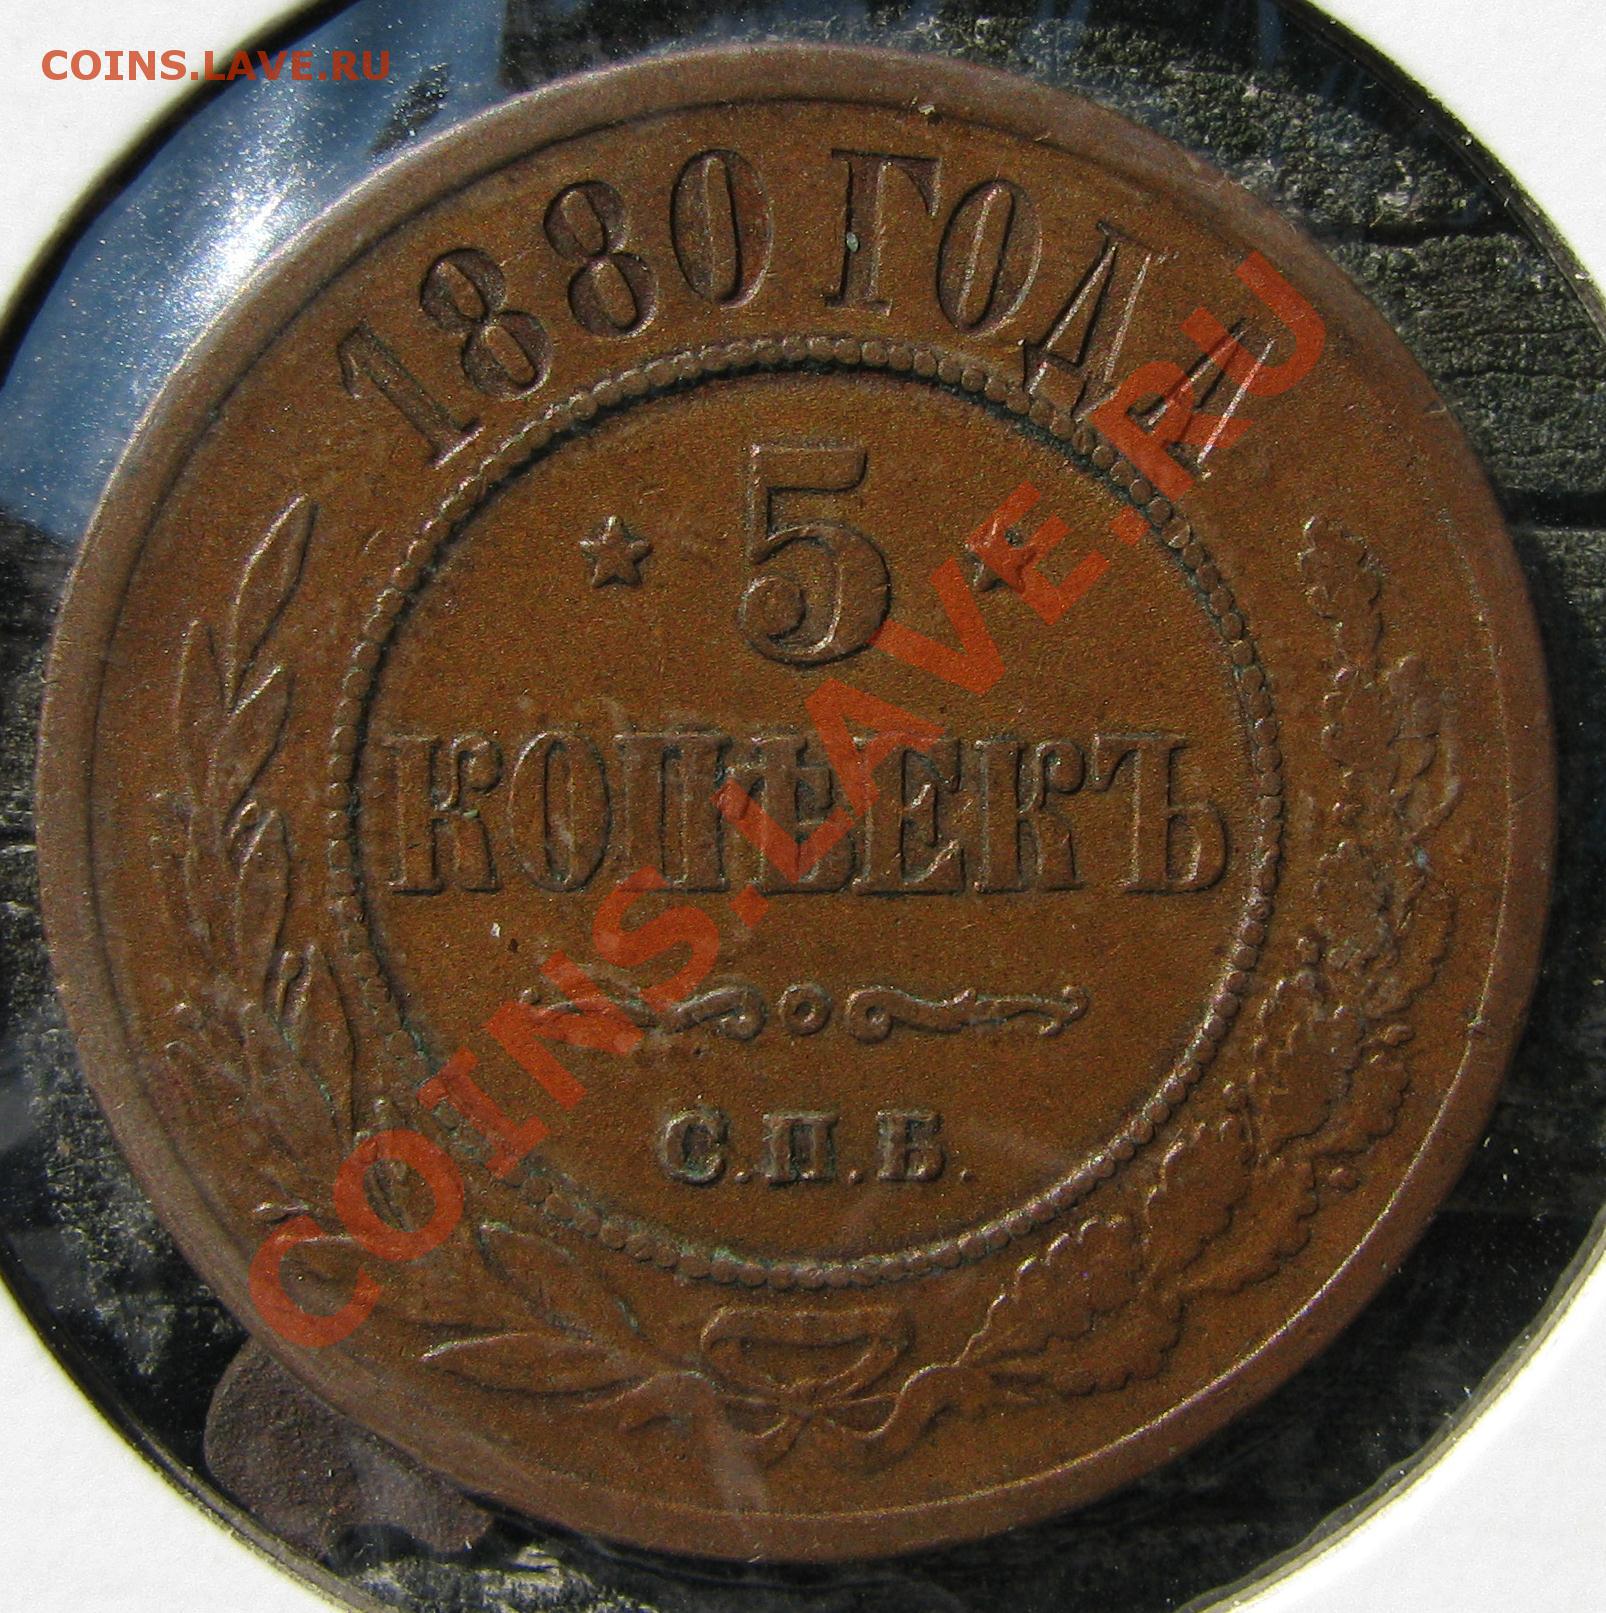 COINS.LAVE.RU
1880 ГОДА
* 5 *
КОПѢЕКЪ
С.П.Б.
COINS.LAVE.RU